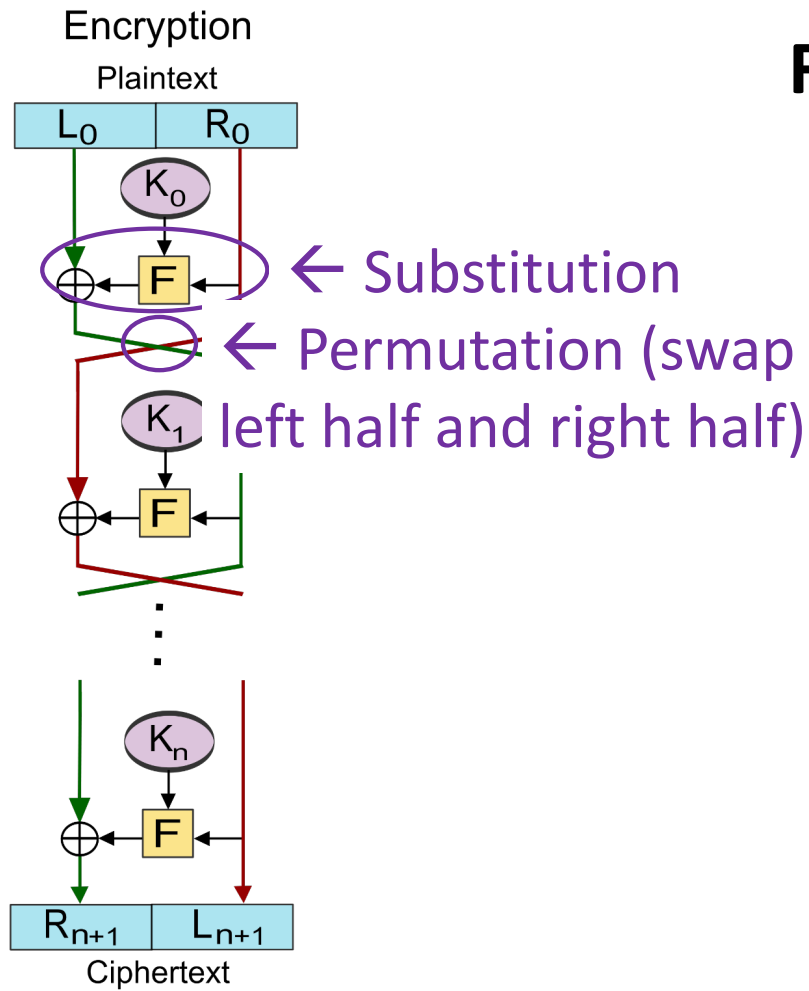 Encryption
Plaintext
L0 R0
K0
F
← Substitution
← Permutation (swap
left half and right half)
K1
F
Kn
F
Rn+1 Ln+1
Ciphertext